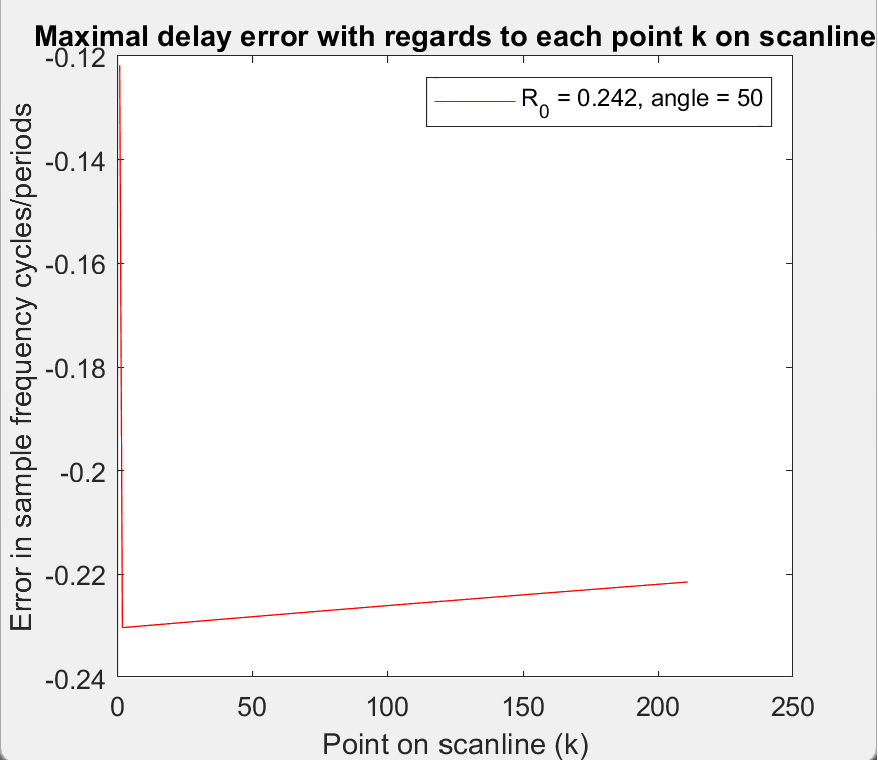 Maximal delay error with regards to each point k on scanline
R0 = 0.242, angle = 50
Error in sample frequency cycles/periods
-0.12
-0.14
-0.16
-0.18
-0.2
-0.22
-0.24
0 50 100 150 200 250
Point on scanline (k)